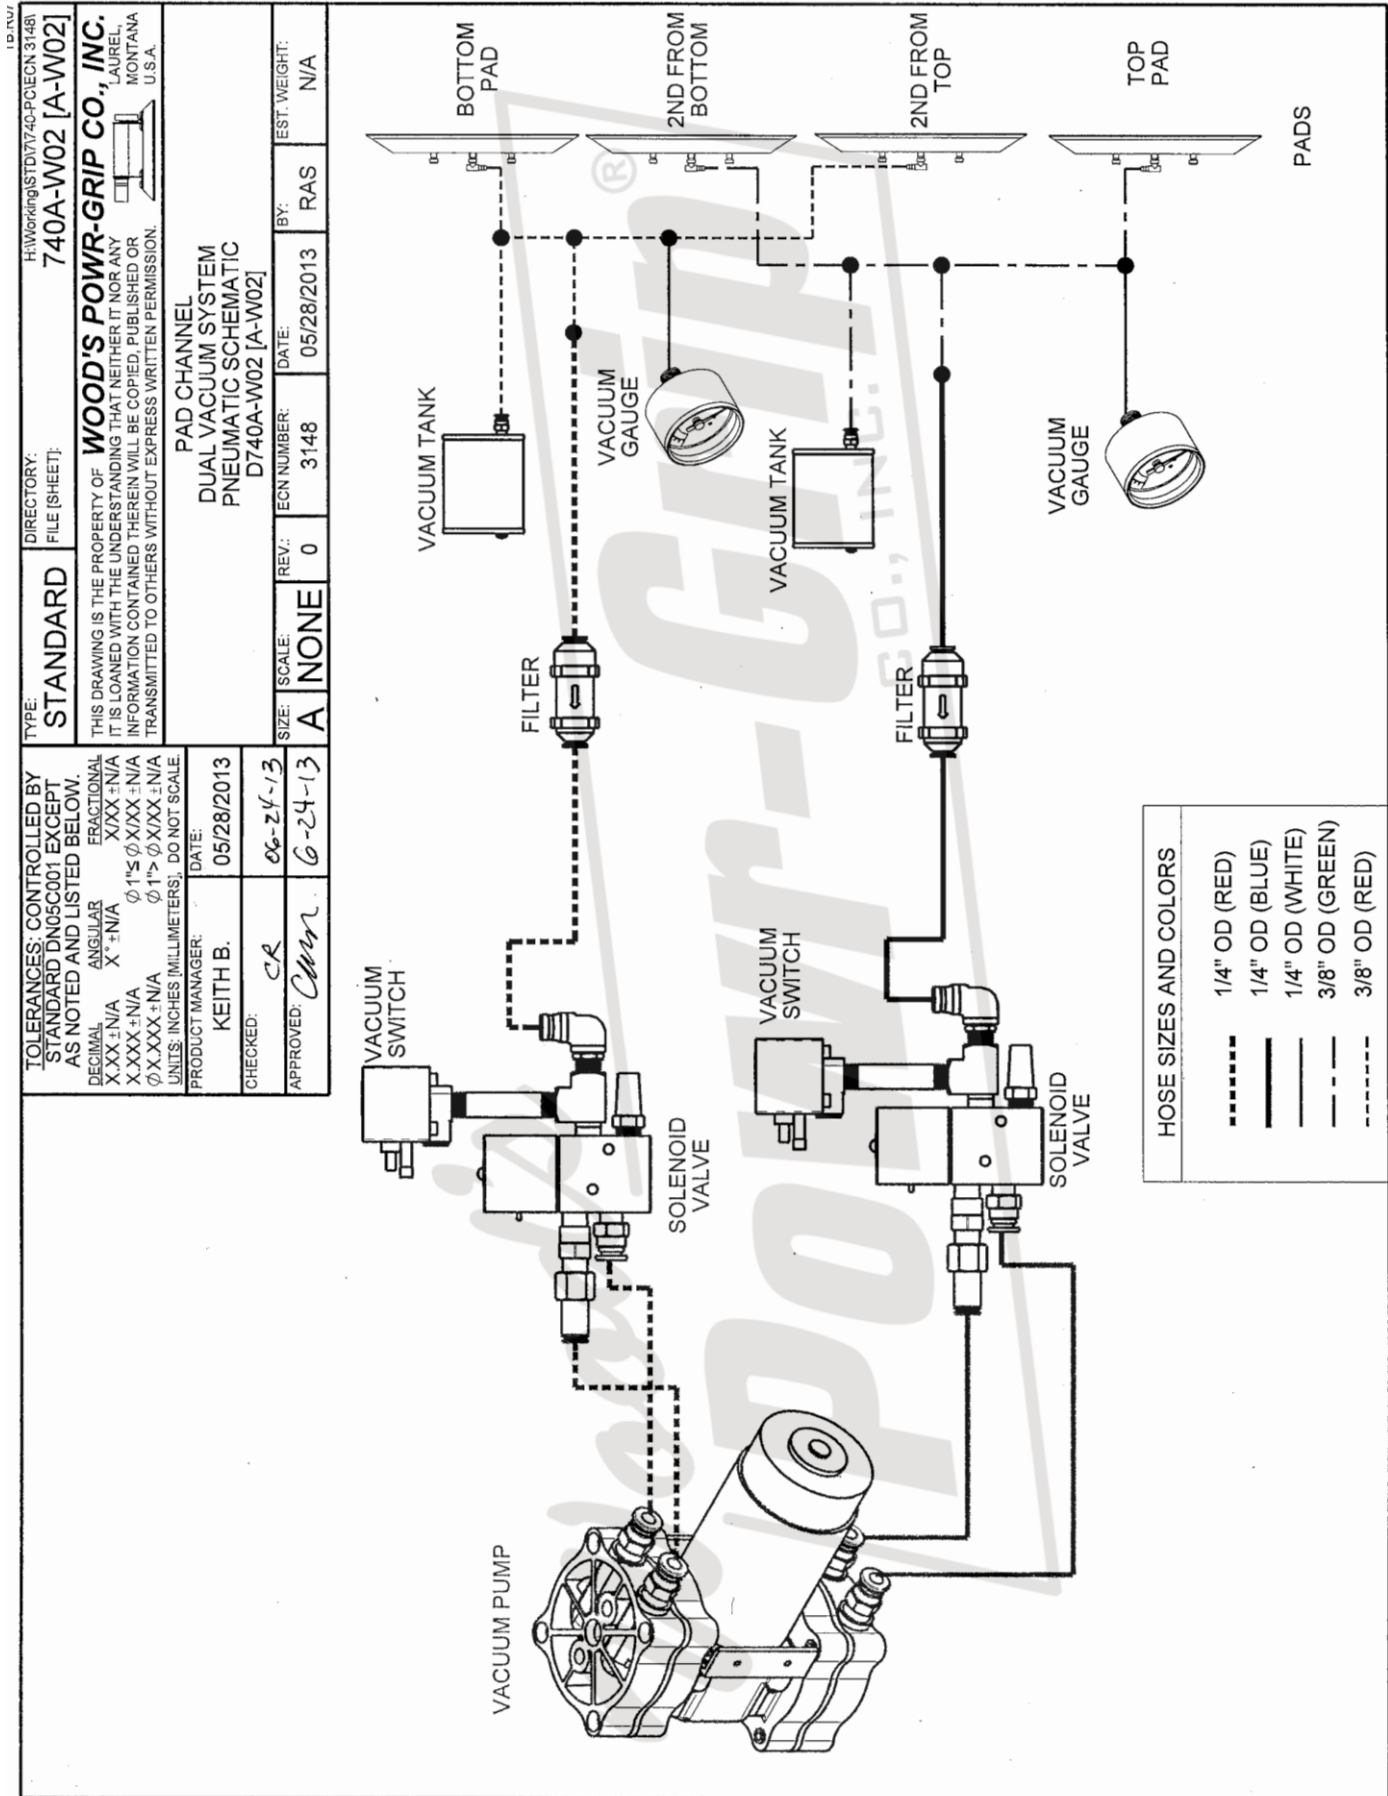 TOLERANCES: CONTROLLED BY
STANDARD DN05C001 EXCEPT
AS NOTED AND LISTED BELOW.
DECIMAL ANGULAR FRACTIONAL
X.XX ±N/A X° ±N/A X/XX ±N/A
X.XXX ±N/A Ø1"≤ØX/XX ±N/A
ØX.XXX ±N/A Ø1">ØX/XX ±N/A
UNITS: INCHES [MILLIMETERS], DO NOT SCALE.
PRODUCT MANAGER:
KEITH B.
DATE:
05/28/2013
CHECKED:
CR
06-24-13
APPROVED:
6-24-13
TYPE:
STANDARD
DIRECTORY:
H:\Working\STD\7\740-PC\ECN 3148\
FILE [SHEET]:
740A-W02 [A-W02]
THIS DRAWING IS THE PROPERTY OF WOOD'S POWR-GRIP CO., INC.
IT IS LOANED WITH THE UNDERSTANDING THAT NEITHER IT NOR ANY
INFORMATION CONTAINED THEREIN WILL BE COPIED, PUBLISHED OR
TRANSMITTED TO OTHERS WITHOUT EXPRESS WRITTEN PERMISSION.
LAUREL,
MONTANA
U.S.A.
PAD CHANNEL
DUAL VACUUM SYSTEM
PNEUMATIC SCHEMATIC
D740A-W02 [A-W02]
SIZE:
A
SCALE:
NONE
REV.:
0
ECN NUMBER:
3148
DATE:
05/28/2013
BY:
RAS
EST. WEIGHT:
N/A
VACUUM
SWITCH
VACUUM TANK
BOTTOM
PAD
VACUUM PUMP
FILTER
SOLENOID
VALVE
VACUUM
GAUGE
2ND FROM
BOTTOM
VACUUM
SWITCH
VACUUM TANK
FILTER
2ND FROM
TOP
SOLENOID
VALVE
VACUUM
GAUGE
TOP
PAD
PADS
HOSE SIZES AND COLORS
1/4" OD (RED)
1/4" OD (BLUE)
1/4" OD (WHITE)
3/8" OD (GREEN)
3/8" OD (RED)
Wood's
Powr-Grip ®
CO., INC.